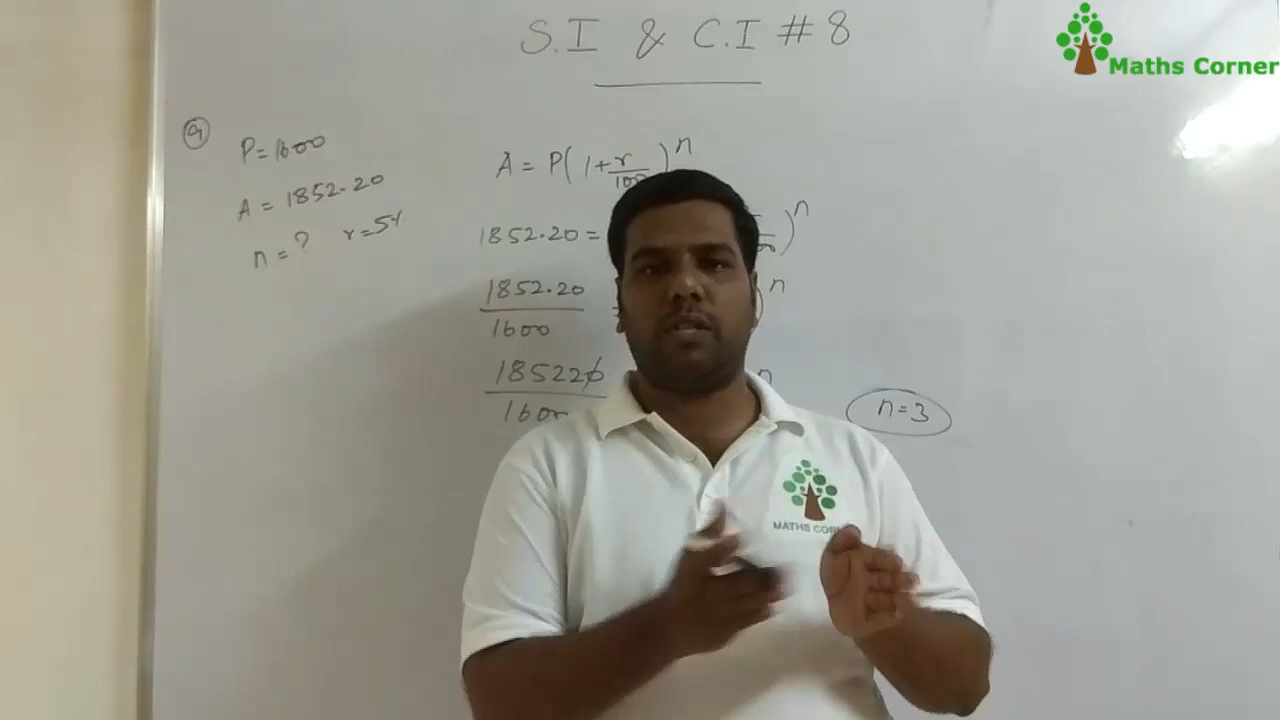 S.I & C.I # 8
Maths Corner
9
P=1600
A = 1852.20
n = ? r=5%
A = P(1+r/100)^n
1852.20 = )^n
1852.20/1600 = )^n
185220/1600 n
n=3
MATHS COR